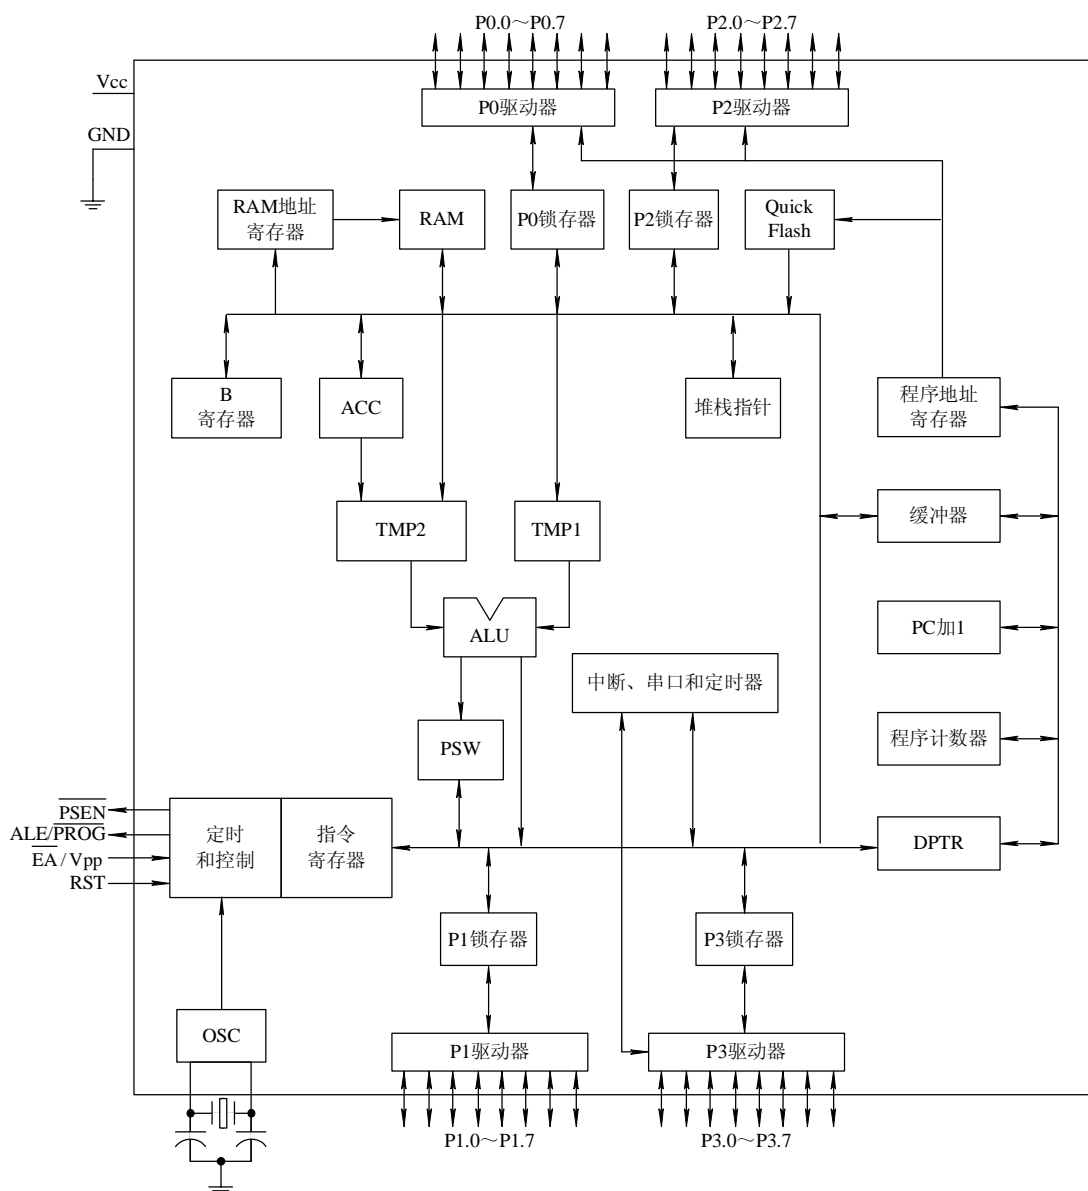 P0.0～P0.7
P2.0～P2.7
Vcc
P0驱动器
P2驱动器
GND
RAM地址
寄存器
RAM
P0锁存器
P2锁存器
Quick
Flash
B
寄存器
ACC
堆栈指针
程序地址
寄存器
TMP2
TMP1
缓冲器
ALU
PC加1
中断、串口和定时器
PSW
程序计数器
PSEN
ALE/PROG
EA/Vpp
RST
定时
和控制
指令
寄存器
DPTR
P1锁存器
P3锁存器
OSC
P1驱动器
P3驱动器
P1.0～P1.7
P3.0～P3.7